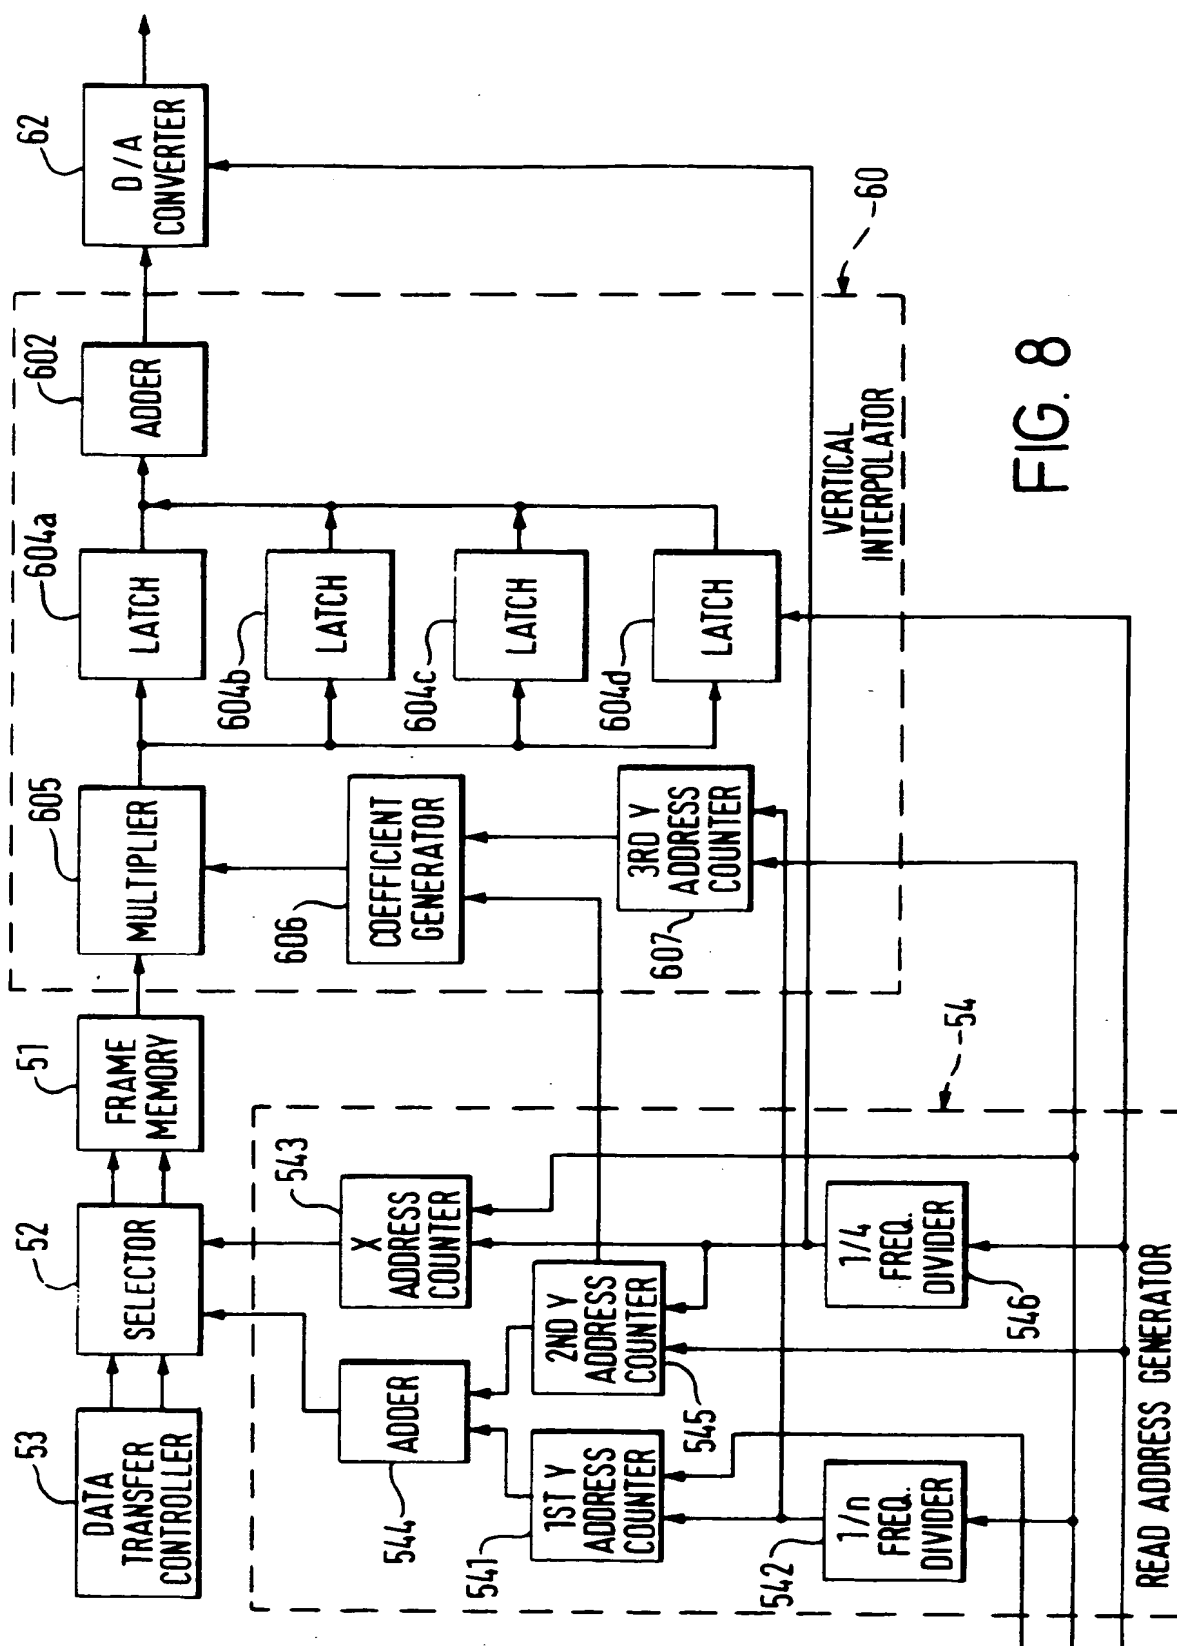 53
DATA
TRANSFER
CONTROLLER
52
SELECTOR
51
FRAME
MEMORY
605
MULTIPLIER
604a
LATCH
602
ADDER
62
D/A
CONVERTER
604b
LATCH
604c
LATCH
604d
LATCH
606
COEFFICIENT
GENERATOR
607
3RD Y
ADDRESS
COUNTER
VERTICAL
INTERPOLATOR
60
543
X
ADDRESS
COUNTER
544
ADDER
541
1ST Y
ADDRESS
COUNTER
545
2ND Y
ADDRESS
COUNTER
542
1/n
FREQ.
DIVIDER
546
1/4
FREQ.
DIVIDER
54
READ ADDRESS GENERATOR
FIG. 8